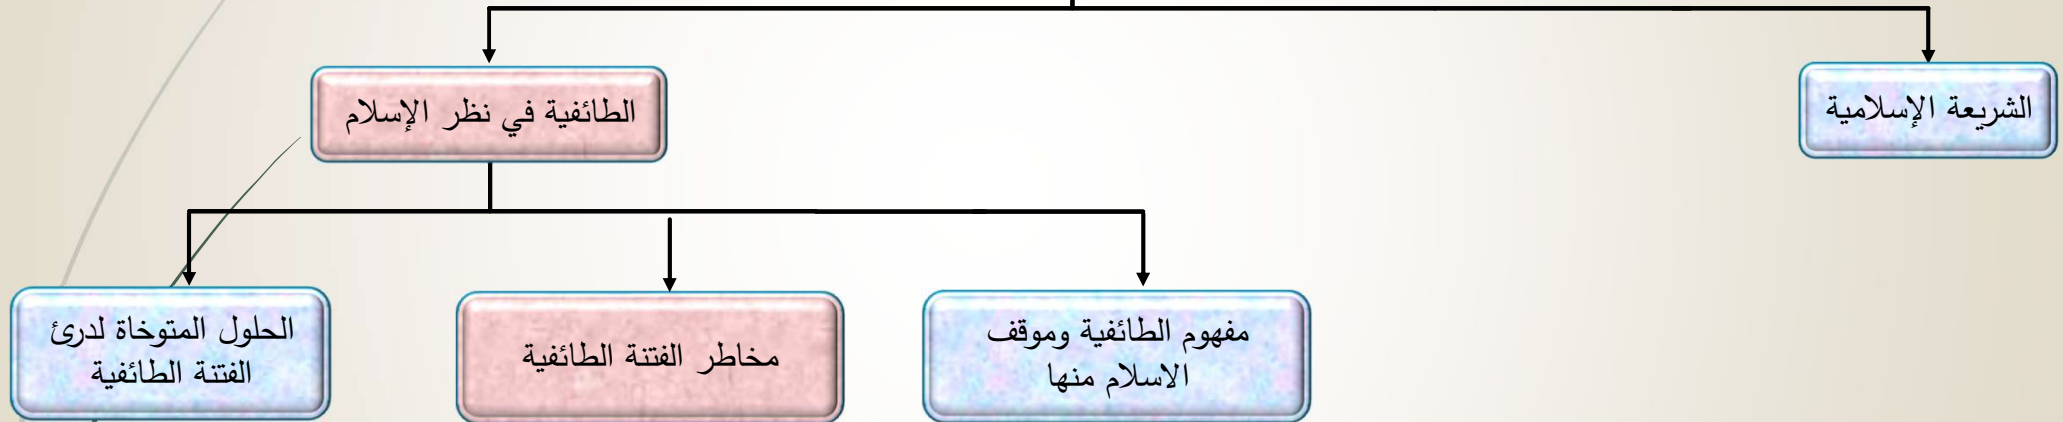 الشريعة الإسلامية
الطائفية في نظر الإسلام
مفهوم الطائفية وموقف
الاسلام منها
مخاطر الفتنة الطائفية
الحلول المتوخاة لدرئ
الفتنة الطائفية